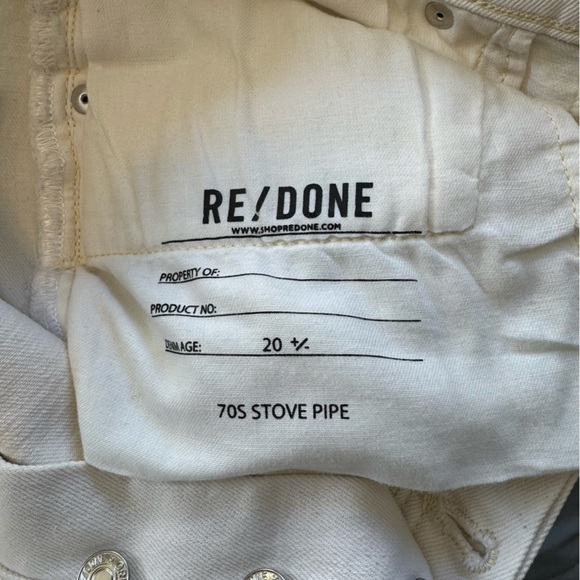 RE/DONE
WWW.SHOPREDONE.COM
PROPERTY OF:
PRODUCT NO:
DENIM AGE: 20 +/-
70S STOVE PIPE